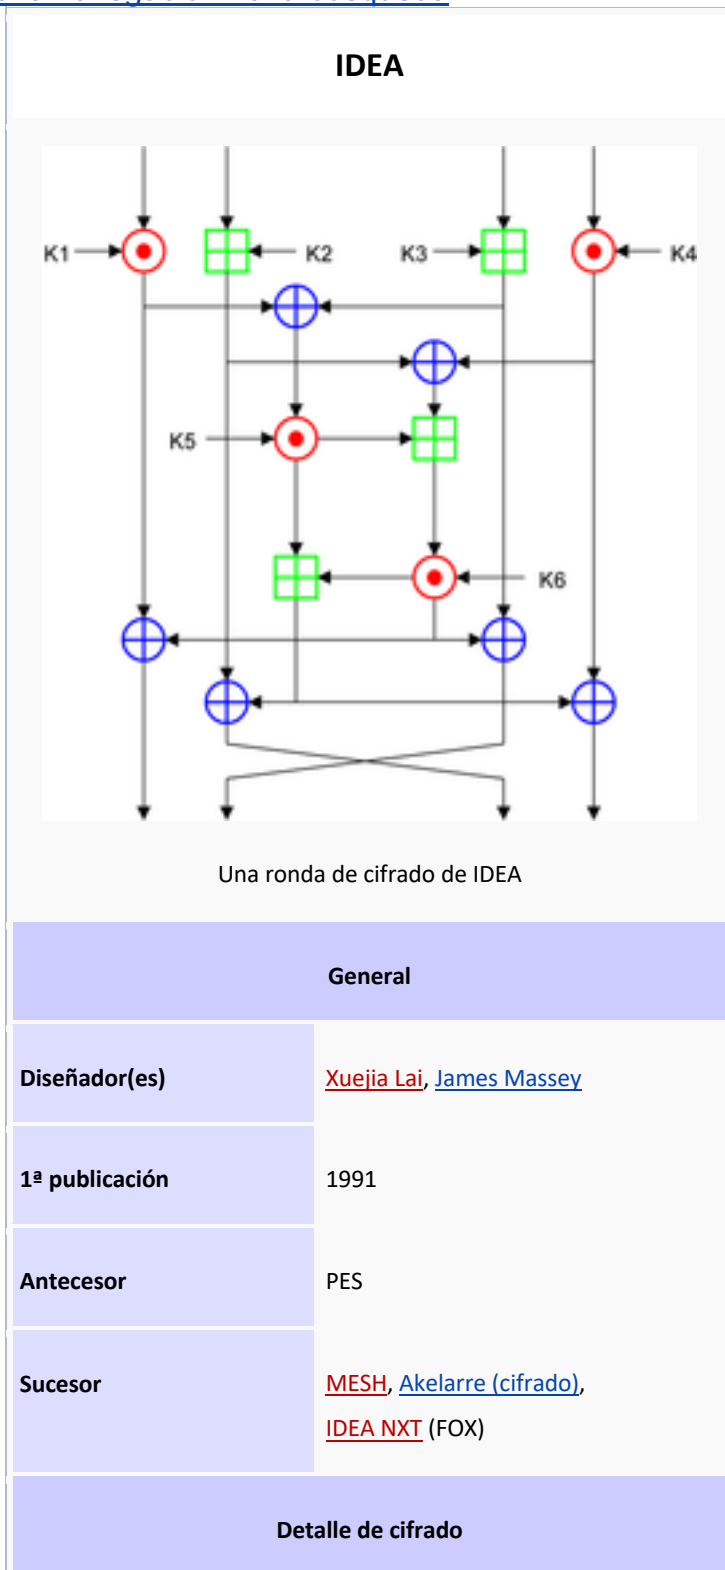 IDEA
K1
K2
K3
K4
K5
K6
Una ronda de cifrado de IDEA
General
Diseñador(es) Xuejia Lai, James Massey
1ª publicación 1991
Antecesor PES
Sucesor MESH, Akelarre (cifrado),
IDEA NXT (FOX)
Detalle de cifrado